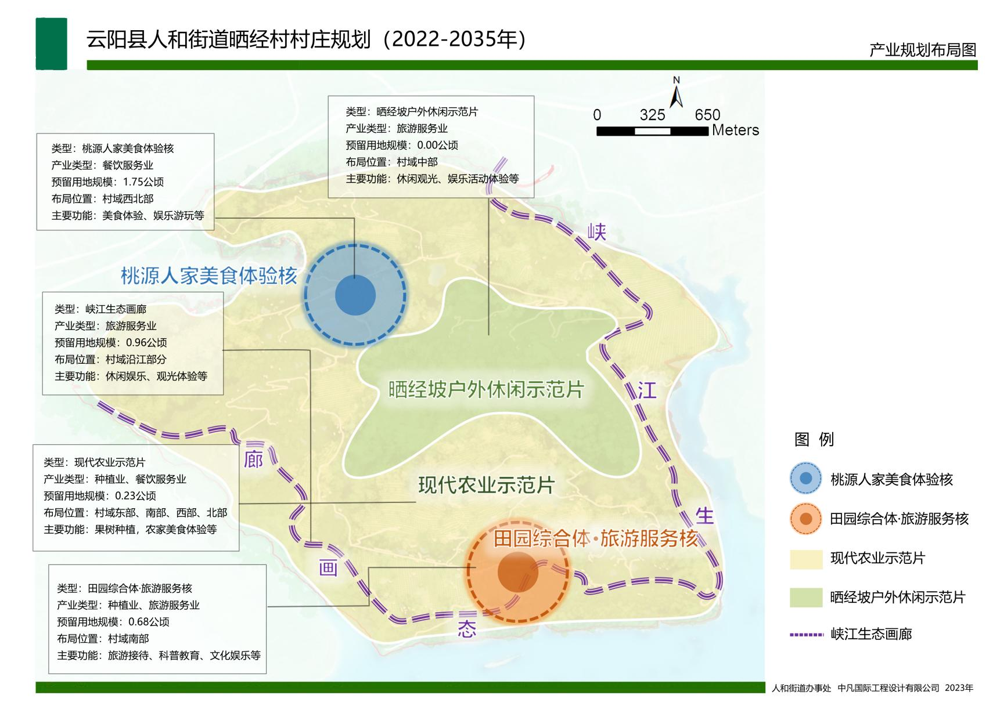 云阳县人和街道晒经村村庄规划（2022-2035年）
产业规划布局图
N
0 325 650
Meters
类型：晒经坡户外休闲示范片
产业类型：旅游服务业
预留用地规模：0.00公顷
布局位置：村域中部
主要功能：休闲观光、娱乐活动体验等
类型：桃源人家美食体验核
产业类型：餐饮服务业
预留用地规模：1.75公顷
布局位置：村域西北部
主要功能：美食体验、娱乐游玩等
峡
桃源人家美食体验核
类型：峡江生态画廊
产业类型：旅游服务业
预留用地规模：0.96公顷
布局位置：村域沿江部分
主要功能：休闲娱乐、观光体验等
晒经坡户外休闲示范片
江
廊
类型：现代农业示范片
产业类型：种植业、餐饮服务业
预留用地规模：0.23公顷
布局位置：村域东部、南部、西部、北部
主要功能：果树种植，农家美食体验等
现代农业示范片
生
田园综合体·旅游服务核
画
类型：田园综合体·旅游服务核
产业类型：种植业、旅游服务业
预留用地规模：0.68公顷
布局位置：村域南部
主要功能：旅游接待、科普教育、文化娱乐等
态
图 例
桃源人家美食体验核
田园综合体·旅游服务核
现代农业示范片
晒经坡户外休闲示范片
峡江生态画廊
人和街道办事处 中凡国际工程设计有限公司 2023年